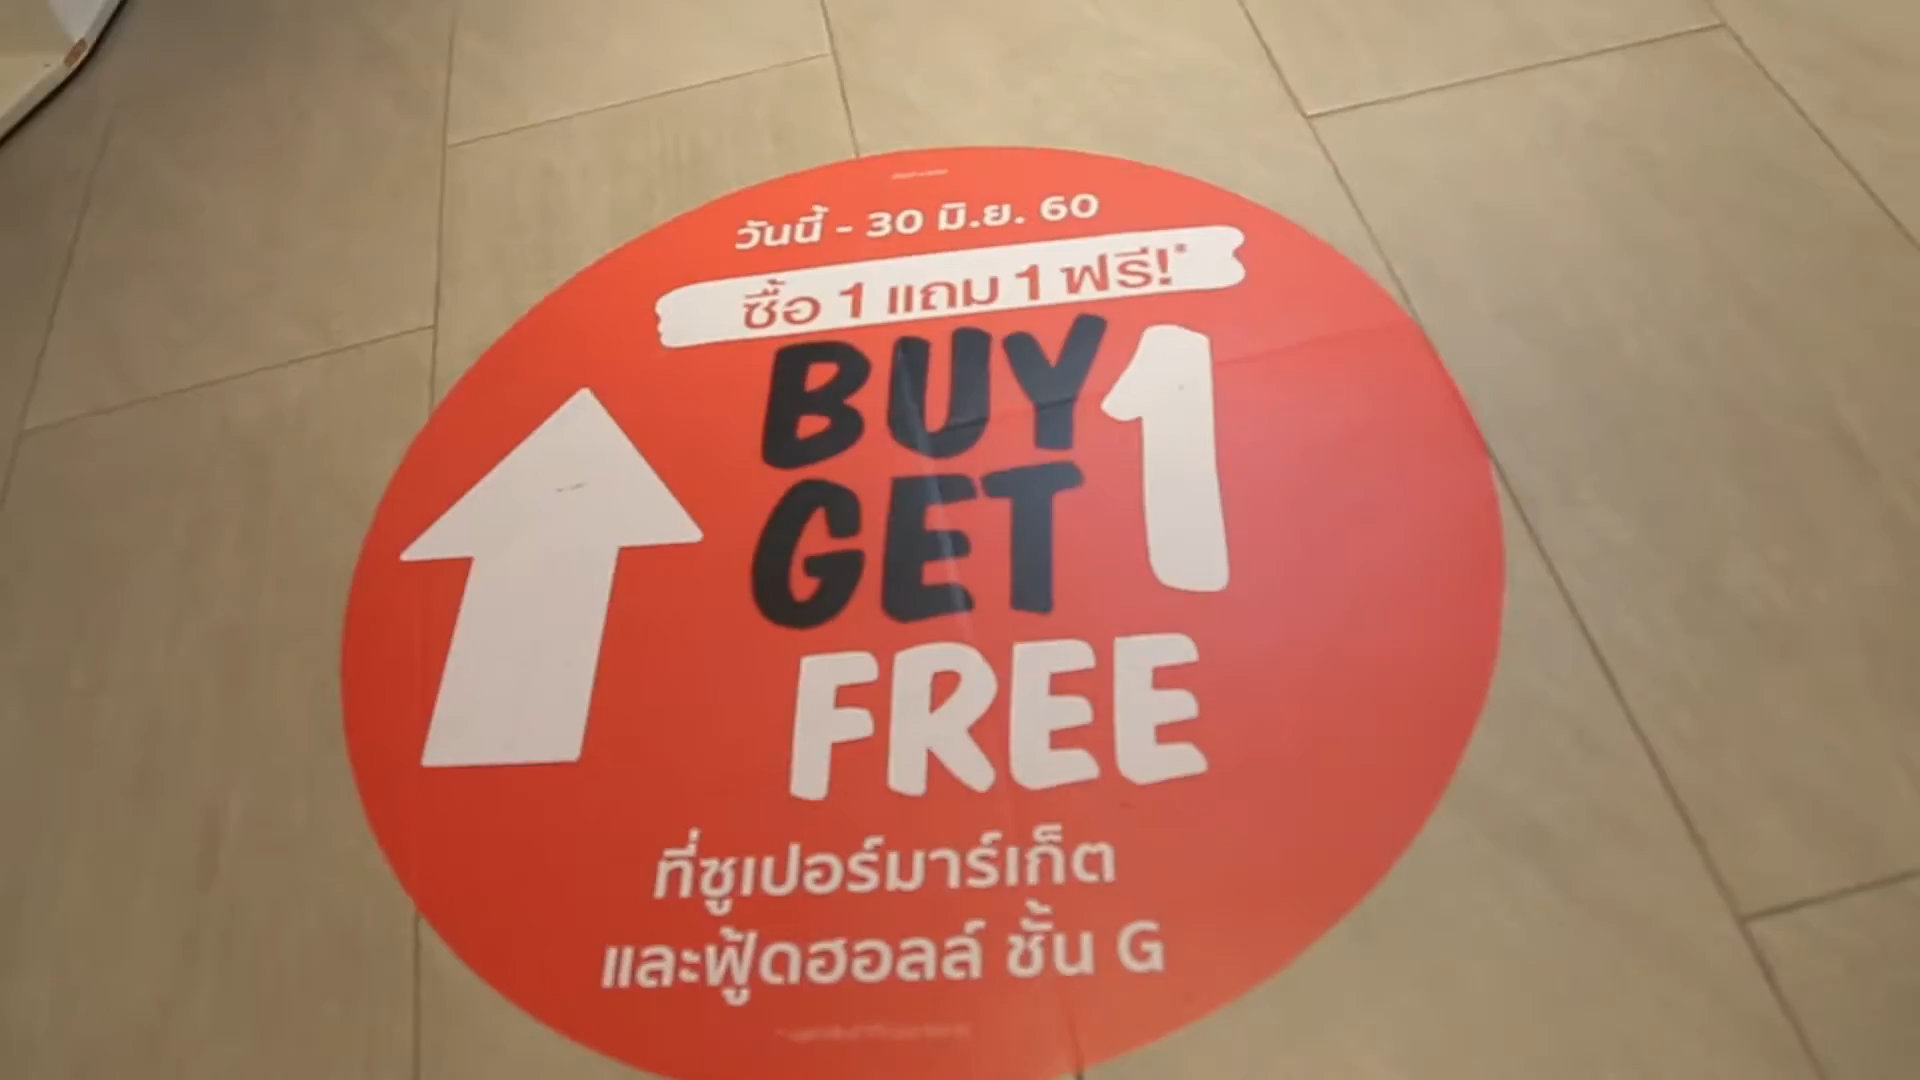 วันนี้ - 30 มิ.ย. 60
ซื้อ 1 แถม 1 ฟรี!*
BUY 1
GET
FREE
ที่ซูเปอร์มาร์เก็ต
และฟู้ดฮอลล์ ชั้น G